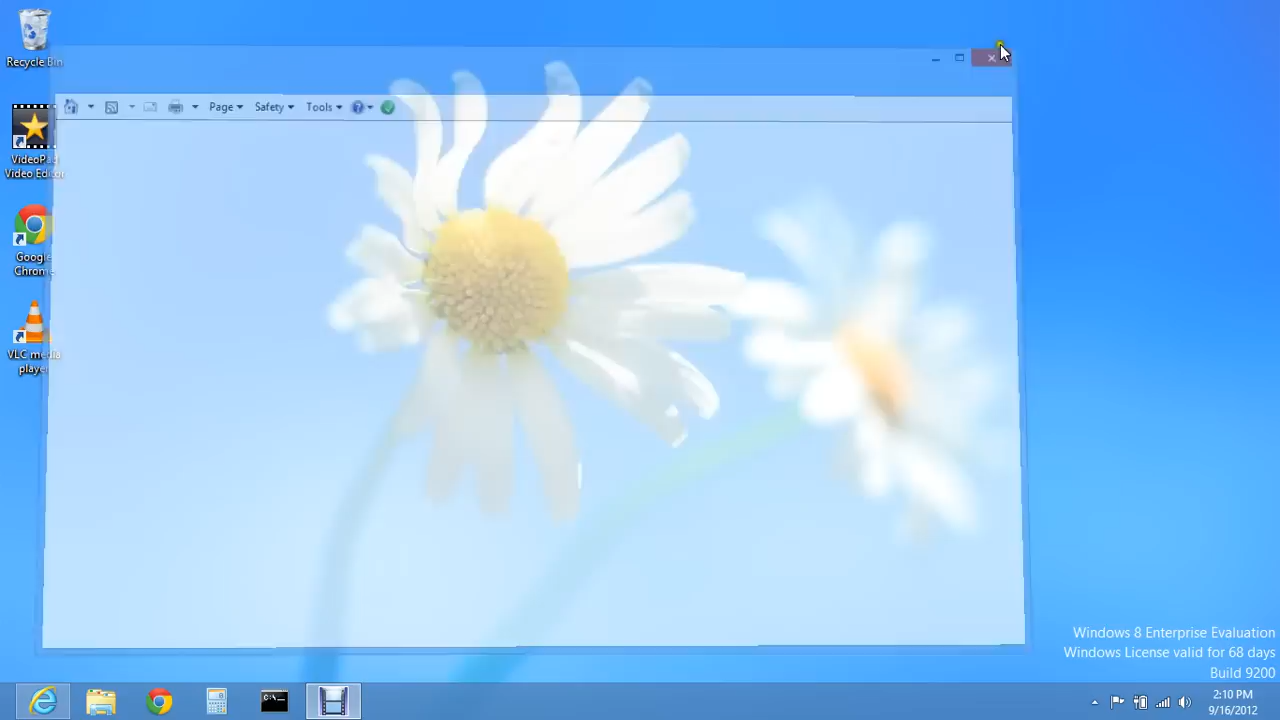 Recycle Bin
Page
Safety
Tools
VideoPad
Video Editor
Google
Chrome
VLC media
player
C:\.
Windows 8 Enterprise Evaluation
Windows License valid for 68 days
Build 9200
2:10 PM
9/16/2012